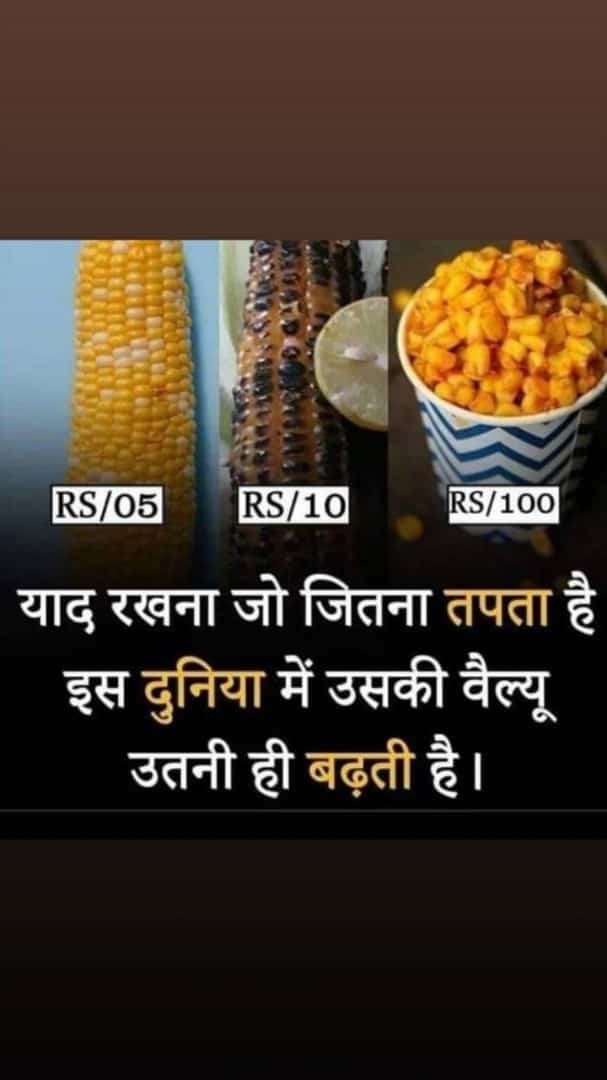 RS/05 RS/10 RS/100
याद रखना जो जितना तपता है
इस दुनिया में उसकी वैल्यू
उतनी ही बढ़ती है।